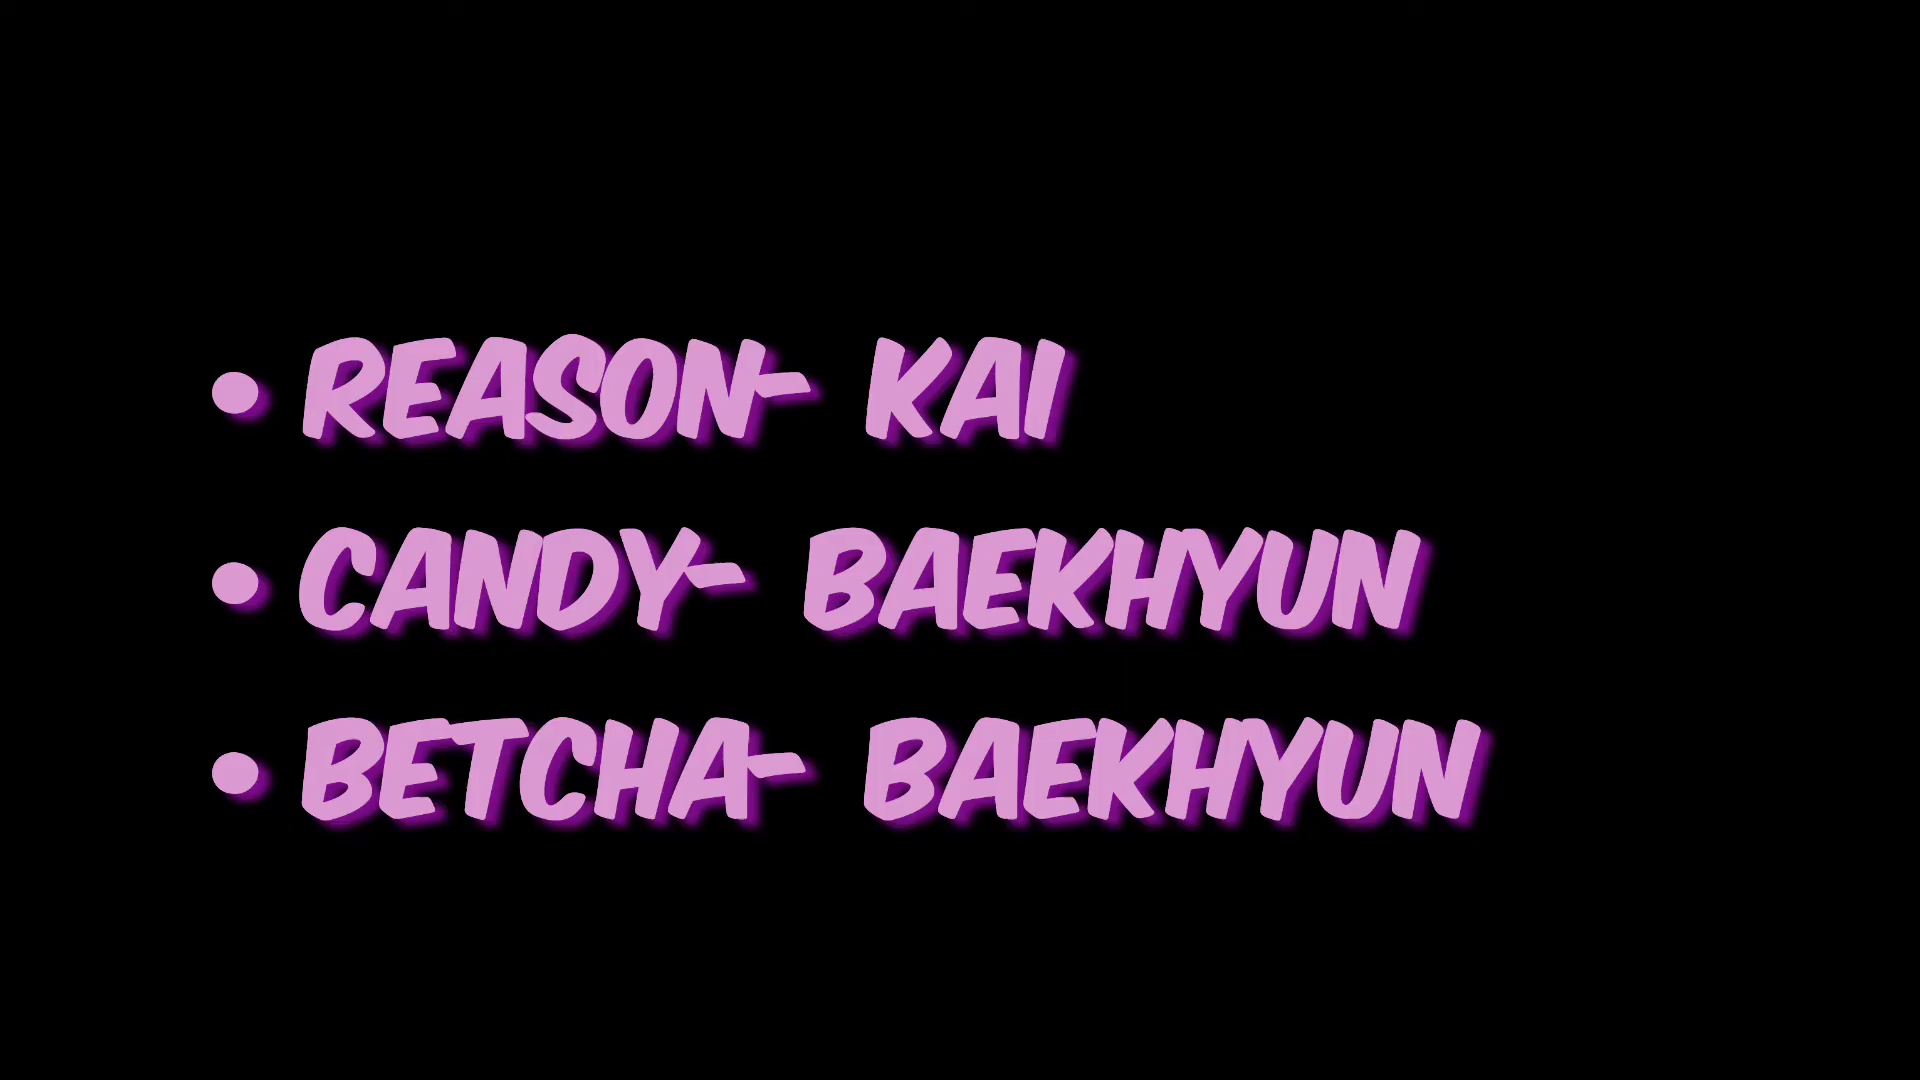 • REASON- KAI
• CANDY- BAEKHYUN
• BETCHA- BAEKHYUN